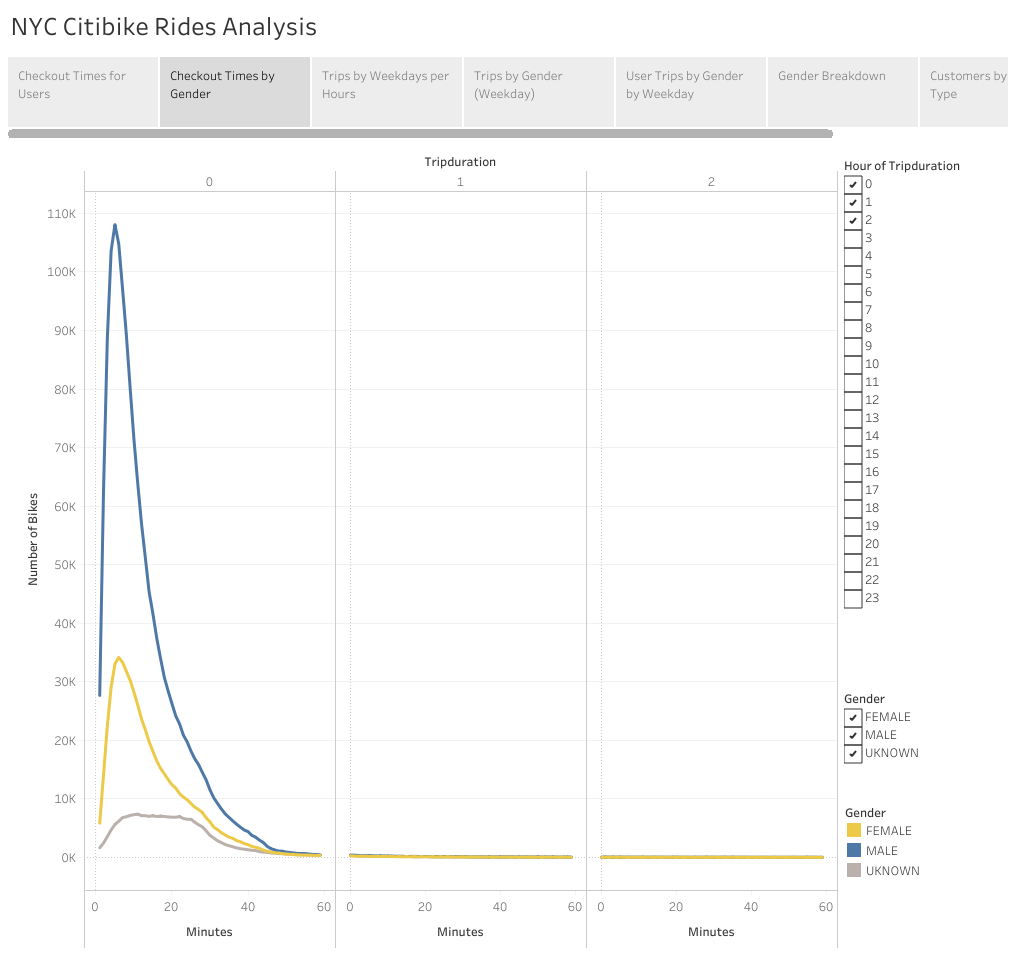 NYC Citibike Rides Analysis
Checkout Times for
Users
Checkout Times by
Gender
Trips by Weekdays per
Hours
Trips by Gender
(Weekday)
User Trips by Gender
by Weekday
Gender Breakdown
Customers by
Type
Tripduration
0
1
2
110K
100K
90K
80K
70K
60K
50K
40K
30K
20K
10K
0K
Number of Bikes
0
20
40
60
0
20
40
60
0
20
40
60
Minutes
Minutes
Minutes
Hour of Tripduration
0
1
2
3
4
5
6
7
8
9
10
11
12
13
14
15
16
17
18
19
20
21
22
23
Gender
FEMALE
MALE
UKNOWN
Gender
FEMALE
MALE
UKNOWN